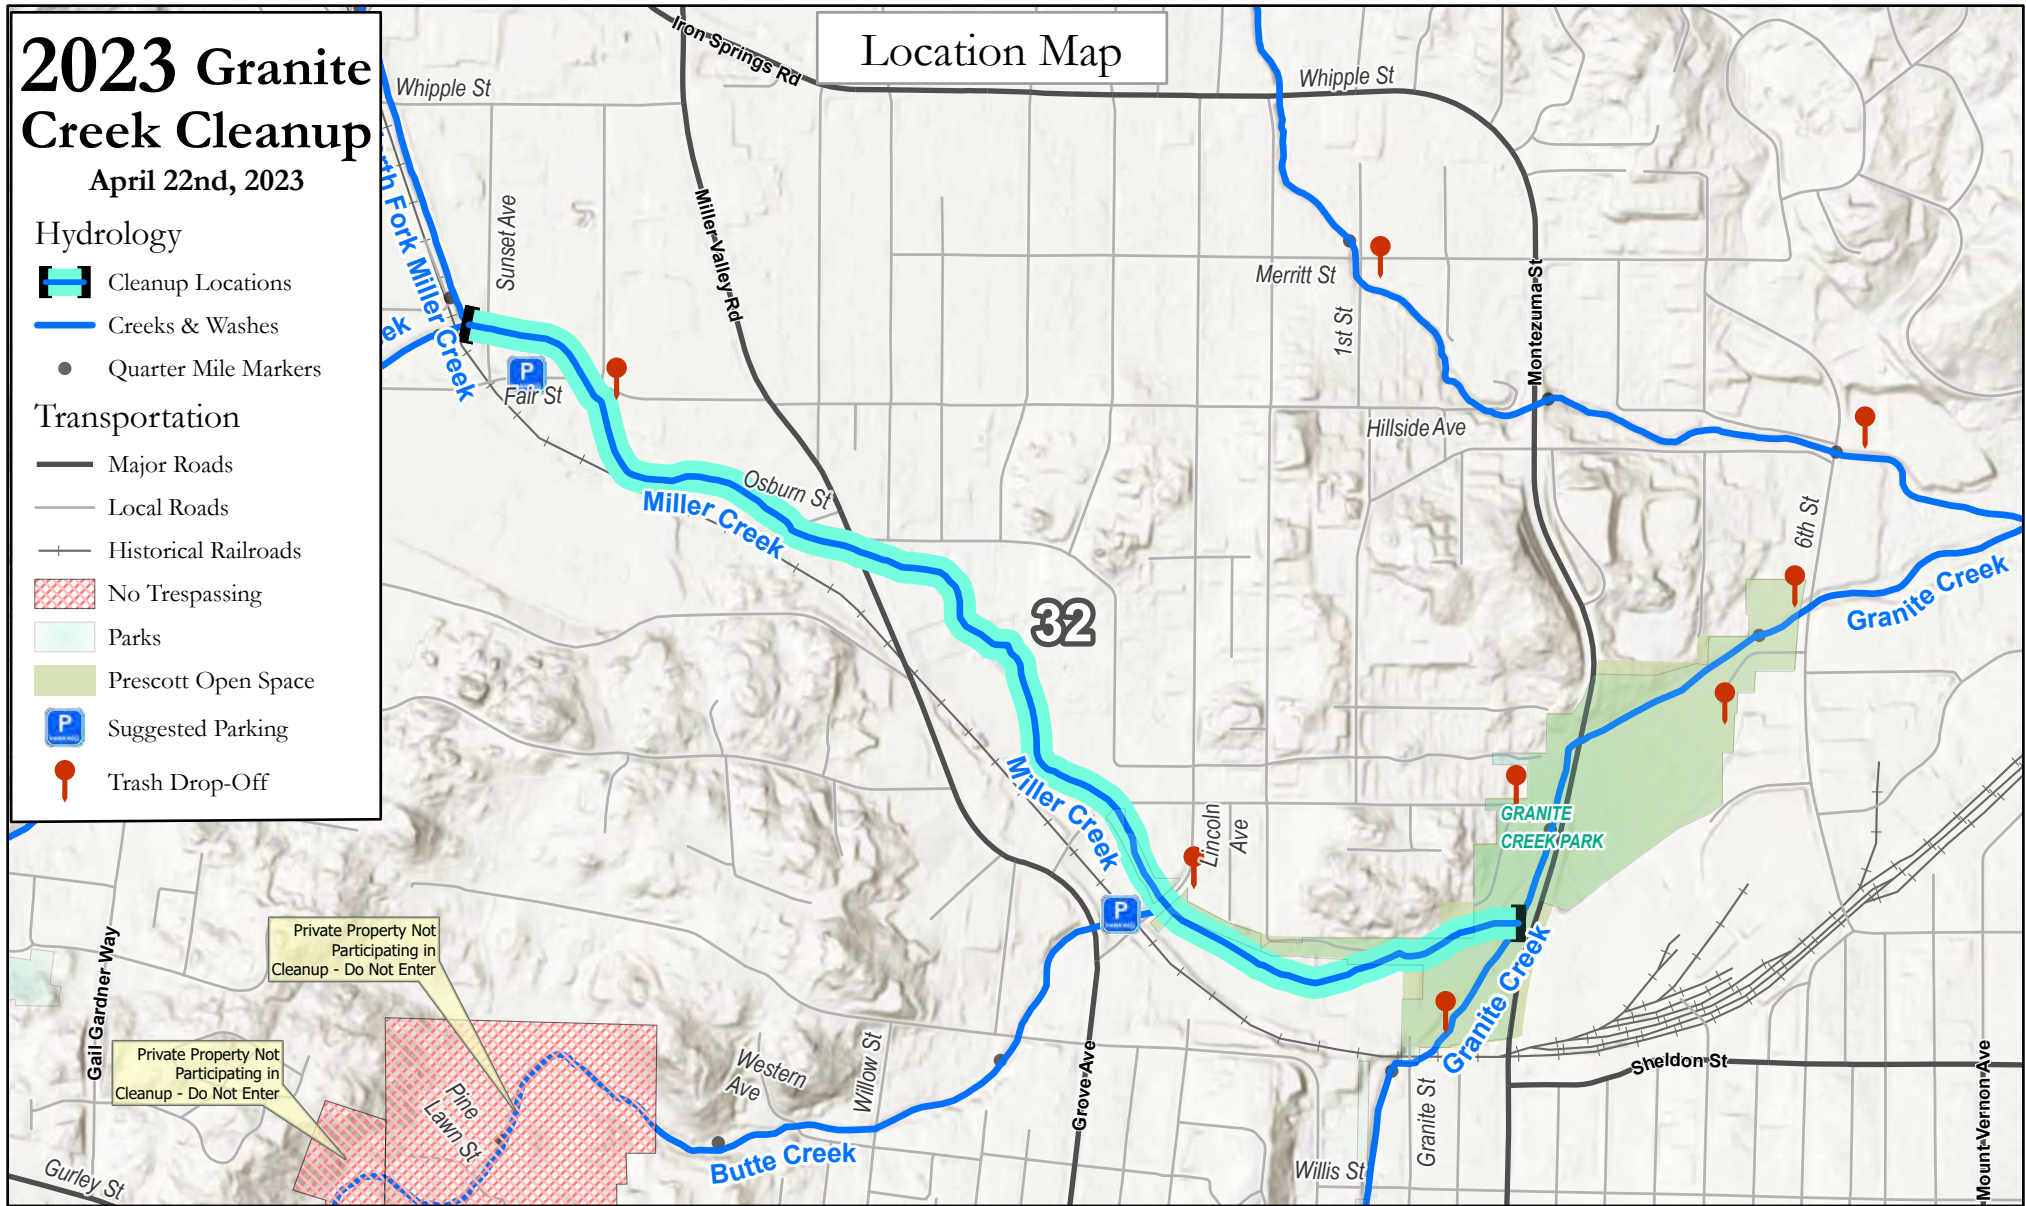 2023 Granite
Creek Cleanup
April 22nd, 2023
Hydrology
Cleanup Locations
Creeks & Washes
Quarter Mile Markers
Transportation
Major Roads
Local Roads
Historical Railroads
No Trespassing
Parks
Prescott Open Space
P
Suggested Parking
Trash Drop-Off
Location Map
Iron Springs Rd
Whipple St
Whipple St
Fork Miller Creek
Sunset Ave
Miller Valley Rd
Merritt St
1st St
Montezuma St
P
Fair St
Hillside Ave
Osburn St
Miller Creek
6th St
Granite Creek
32
Miller Creek
Lincoln
Ave
GRANITE
CREEK PARK
P
Granite Creek
Gail Gardner Way
Private Property Not
Participating in
Cleanup - Do Not Enter
Private Property Not
Participating in
Cleanup - Do Not Enter
Pine
Lawn St
Western
Ave
Willow St
Grove Ave
Butte Creek
Sheldon St
Granite St
Willis St
Mount Vernon Ave
Gurley St